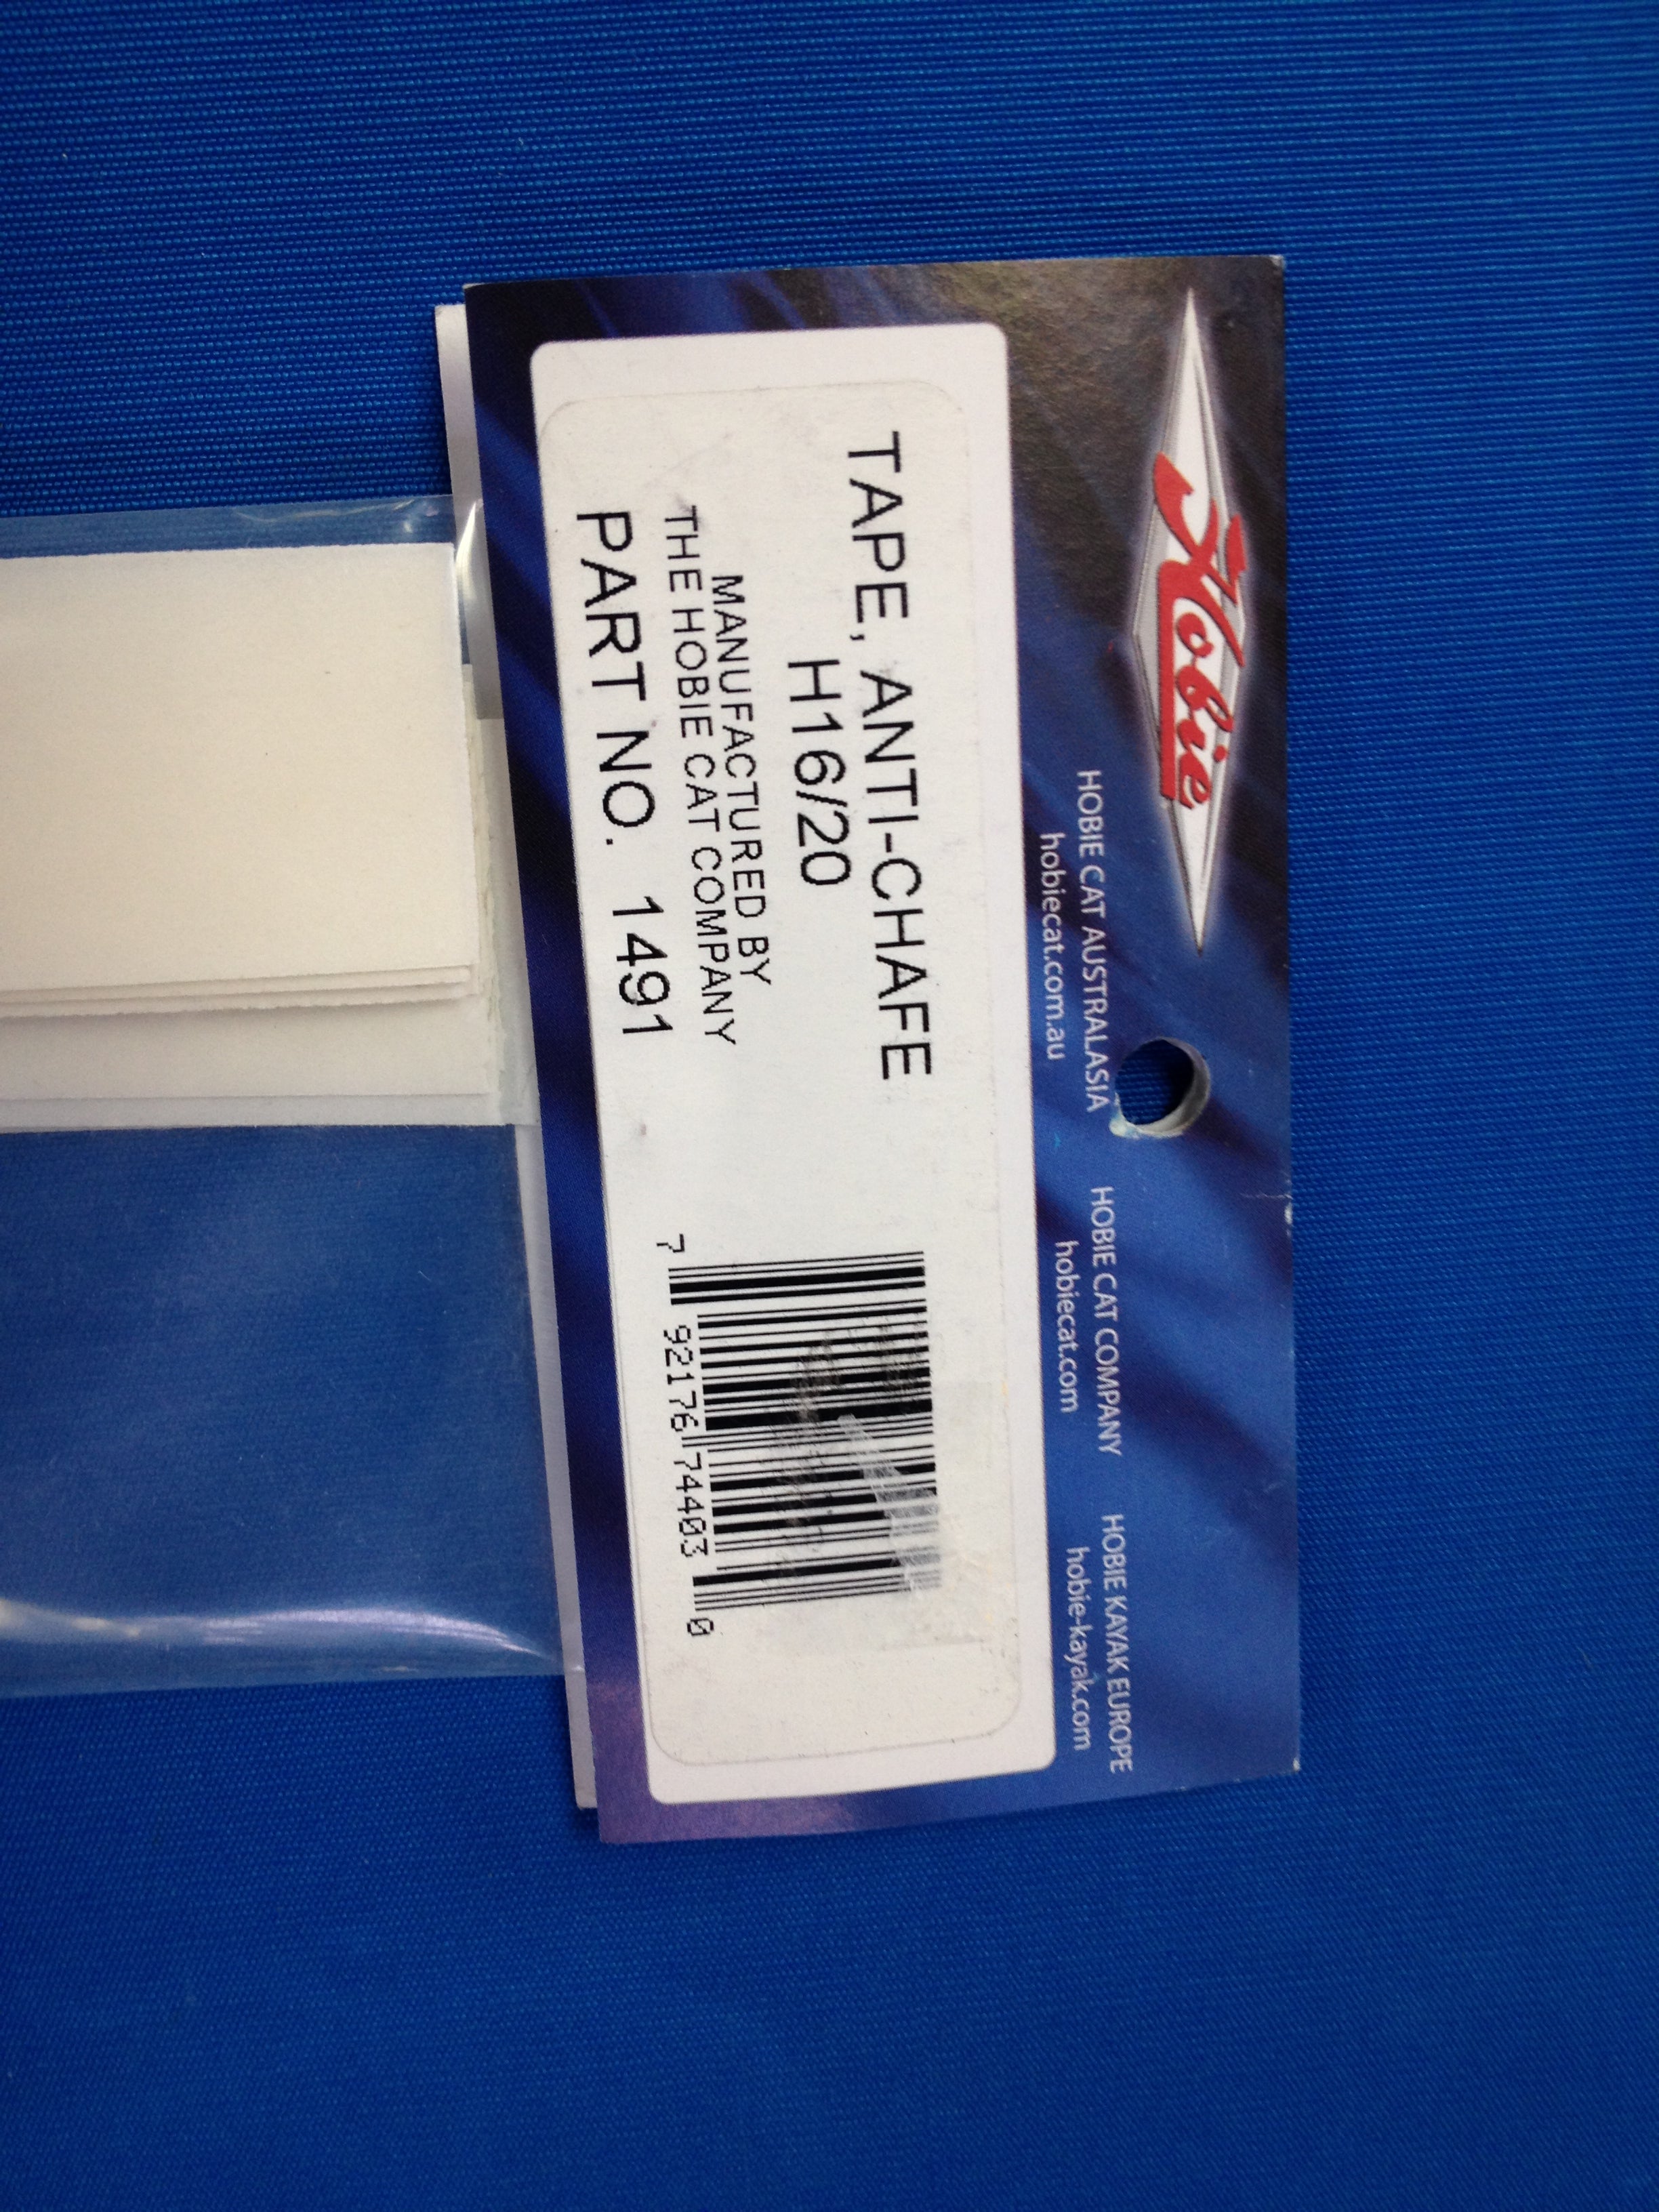 Hobie
HOBIE CAT AUSTRALASIA
hobiecat.com.au
HOBIE CAT COMPANY
hobiecat.com
HOBIE KAYAK EUROPE
hobie-kayak.com
TAPE, ANTI-CHAFE
H16/20
MANUFACTURED BY
THE HOBIE CAT COMPANY
PART NO. 1491
7 92176 74403 0